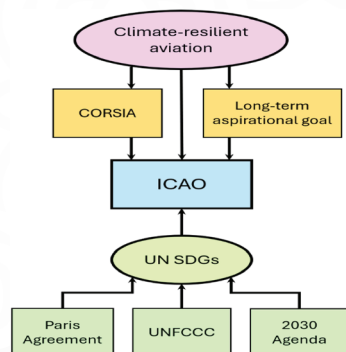 Climate-resilient
aviation
CORSIA
Long-term
aspirational goal
ICAO
UN SDGs
Paris
Agreement
UNFCCC
2030
Agenda